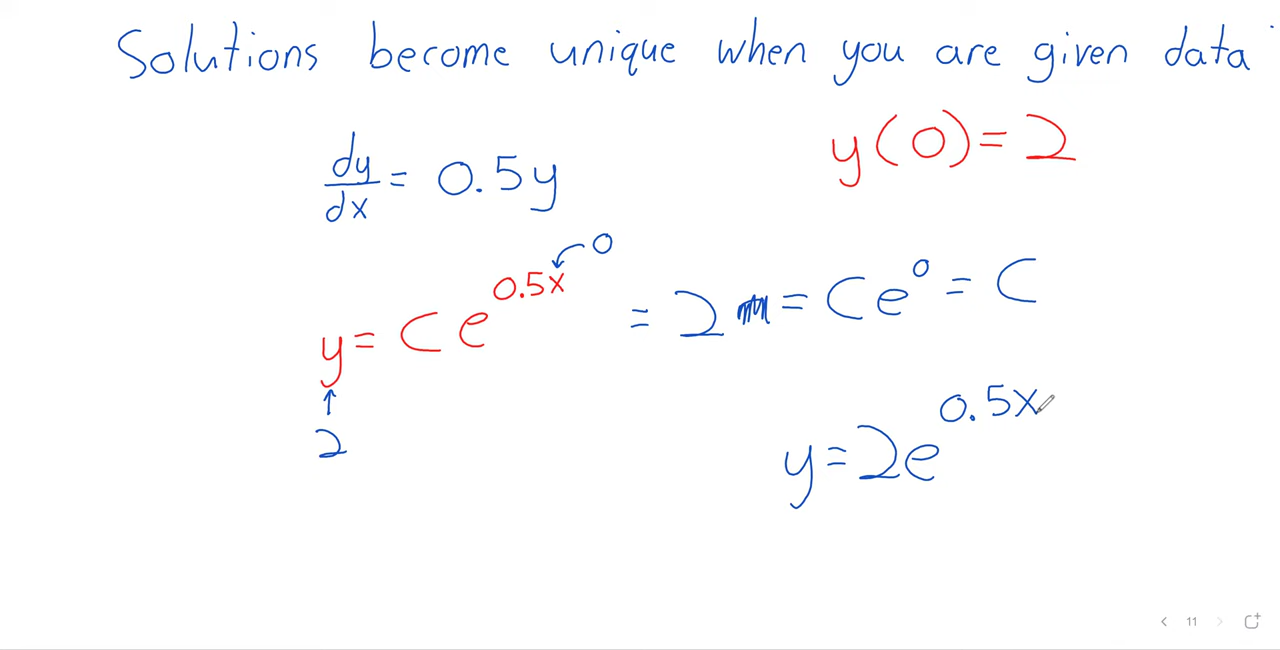 Solutions become unique when you are given data
y(0) = 2
dy/dx = 0.5y
0
y = Ce^0.5x = 2 = Ce^0 = C
2
y = 2e^0.5x
11